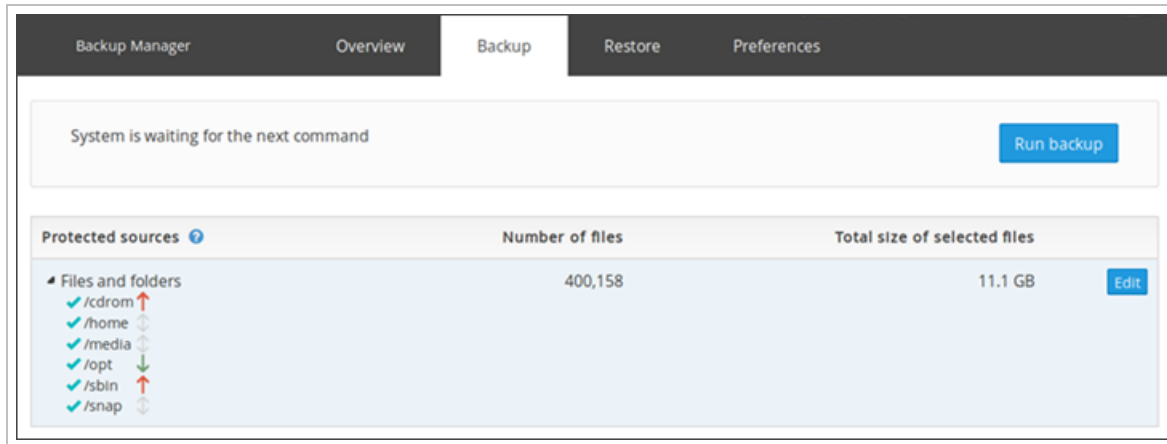 Backup Manager Overview Backup Restore Preferences
System is waiting for the next command
Run backup
Protected sources ? Number of files Total size of selected files
Files and folders 400,158 11.1 GB Edit
/cdrom
/home
/media
/opt
/sbin
/snap